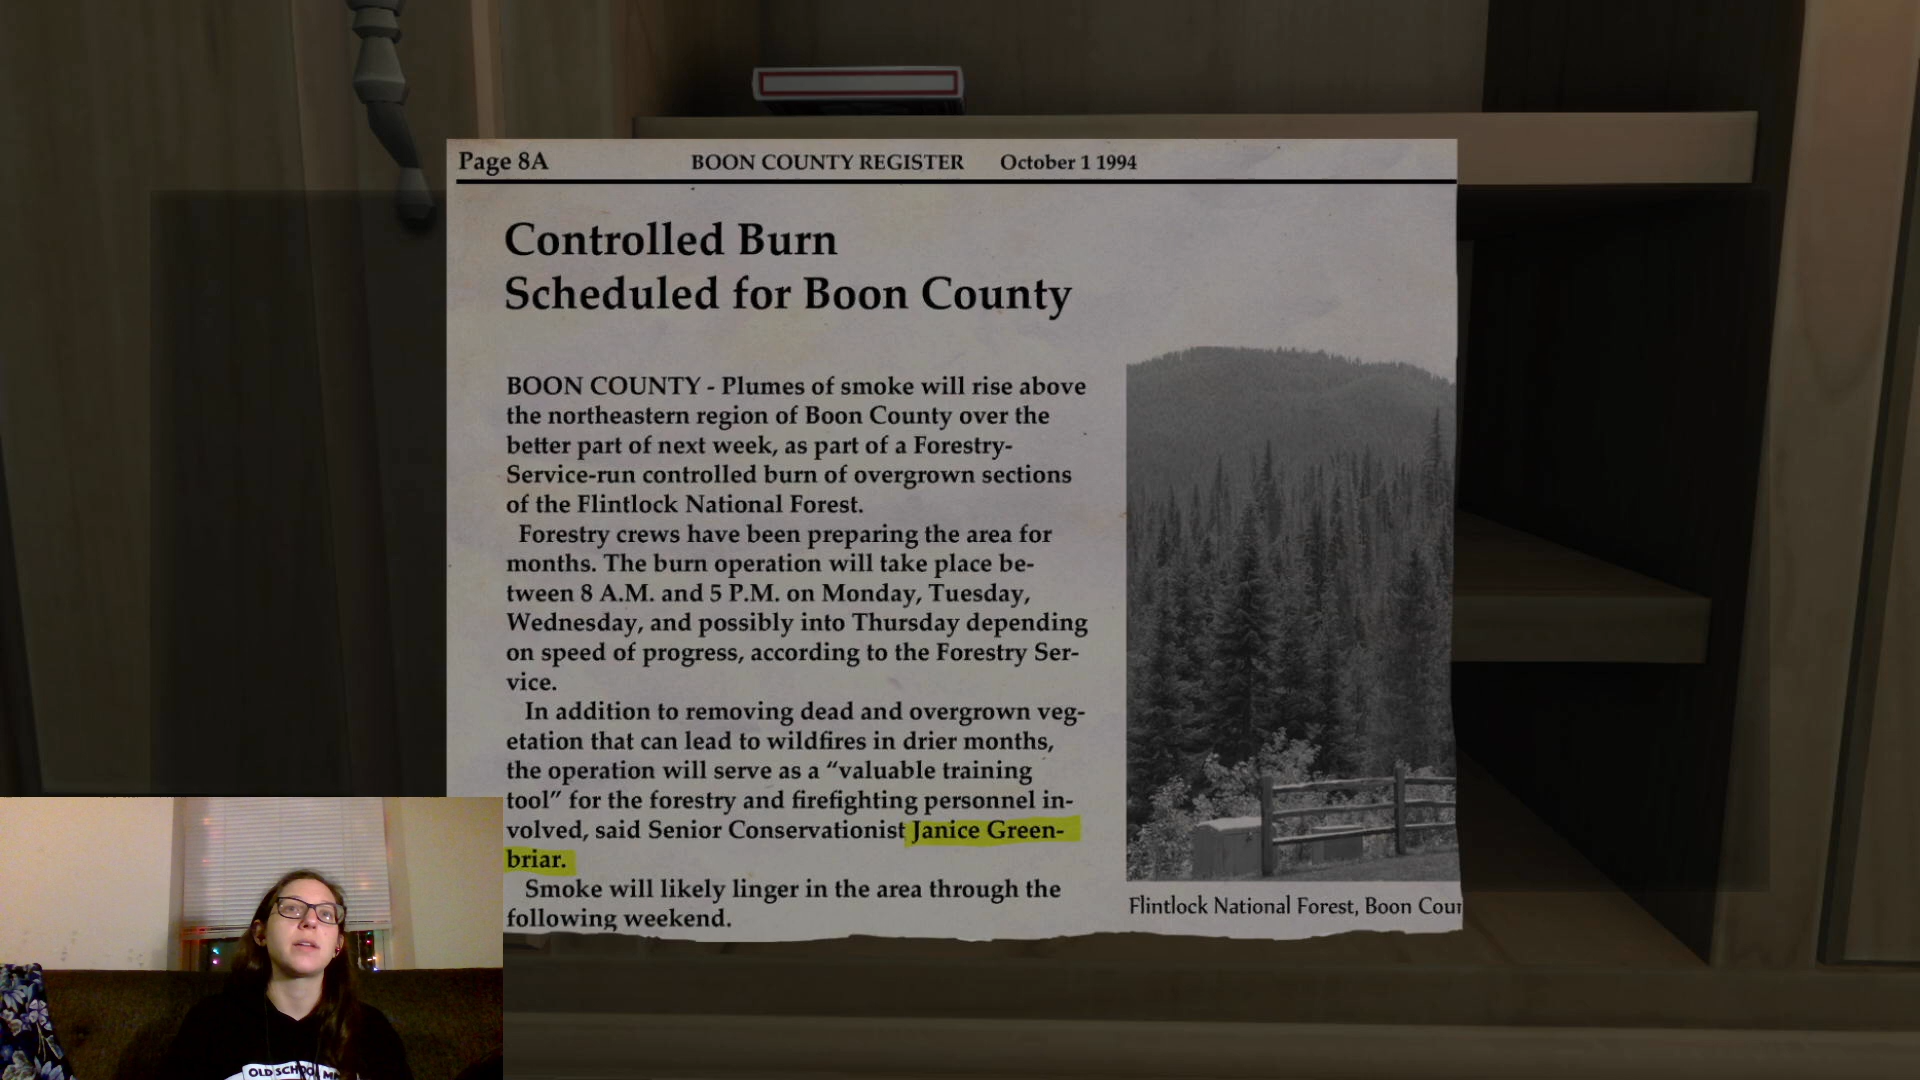 Page 8A BOON COUNTY REGISTER October 1 1994
Controlled Burn
Scheduled for Boon County
BOON COUNTY - Plumes of smoke will rise above
the northeastern region of Boon County over the
better part of next week, as part of a Forestry-
Service-run controlled burn of overgrown sections
of the Flintlock National Forest.
Forestry crews have been preparing the area for
months. The burn operation will take place be-
tween 8 A.M. and 5 P.M. on Monday, Tuesday,
Wednesday, and possibly into Thursday depending
on speed of progress, according to the Forestry Ser-
vice.
In addition to removing dead and overgrown veg-
etation that can lead to wildfires in drier months,
the operation will serve as a “valuable training
tool” for the forestry and firefighting personnel in-
volved, said Senior Conservationist Janice Green-
briar.
Smoke will likely linger in the area through the
following weekend.
Flintlock National Forest, Boon Coun
OLD SCHOO